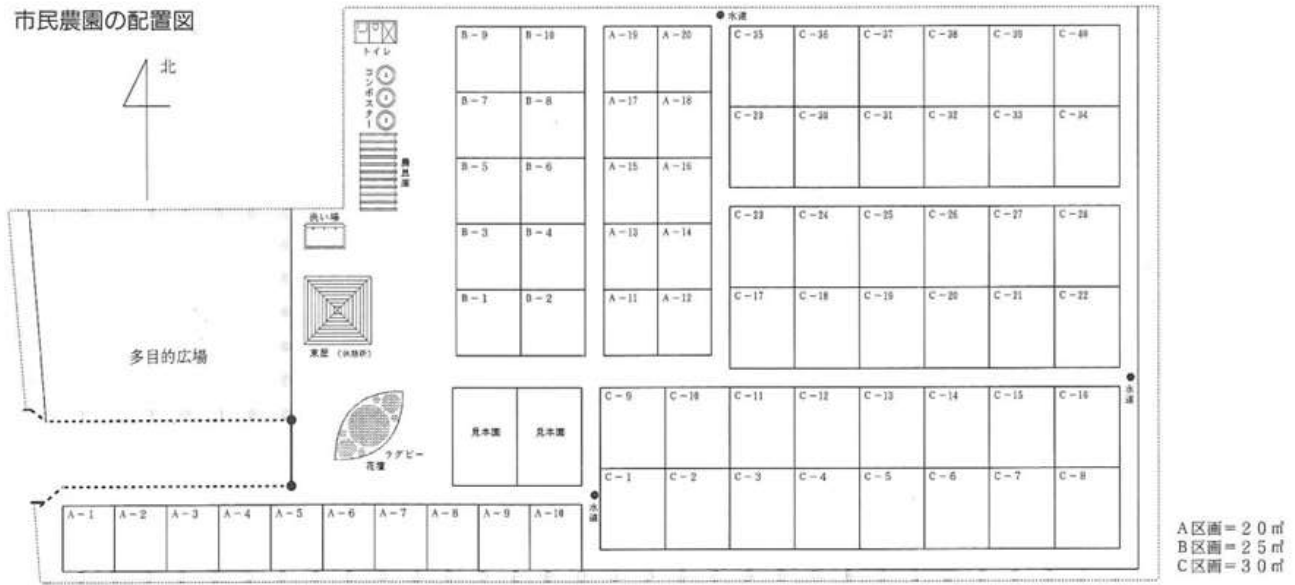 市民農園の配置図
北
トイレ
コンポスター
農具庫
洗い場
東屋 (休憩所)
多目的広場
ラグビー
花壇
見本園 見本園
水道
水道
水道
B-9 B-10
B-7 B-8
B-5 B-6
B-3 B-4
B-1 B-2
A-19 A-20
A-17 A-18
A-15 A-16
A-13 A-14
A-11 A-12
C-35 C-36 C-37 C-38 C-39 C-40
C-29 C-30 C-31 C-32 C-33 C-34
C-23 C-24 C-25 C-26 C-27 C-28
C-17 C-18 C-19 C-20 C-21 C-22
C-9 C-10 C-11 C-12 C-13 C-14 C-15 C-16
C-1 C-2 C-3 C-4 C-5 C-6 C-7 C-8
A-1 A-2 A-3 A-4 A-5 A-6 A-7 A-8 A-9 A-10
A区画=20㎡
B区画=25㎡
C区画=30㎡